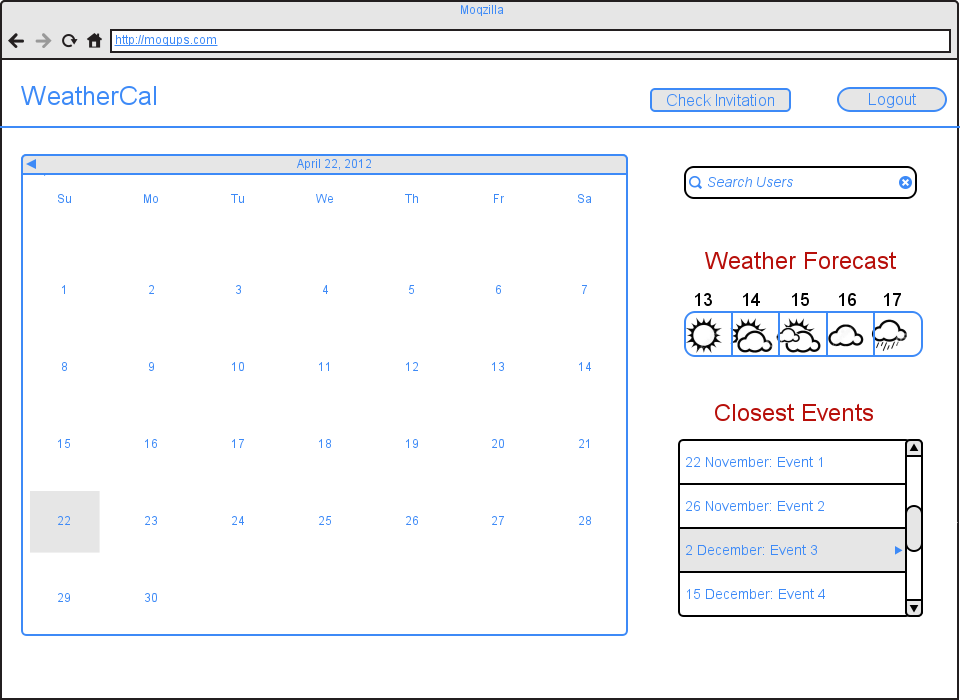 Moqzilla
http://moqups.com
WeatherCal
Check Invitation
Logout
April 22, 2012
Su Mo Tu We Th Fr Sa
1 2 3 4 5 6 7
8 9 10 11 12 13 14
15 16 17 18 19 20 21
22 23 24 25 26 27 28
29 30
Search Users
Weather Forecast
13 14 15 16 17
Closest Events
22 November: Event 1
26 November: Event 2
2 December: Event 3
15 December: Event 4